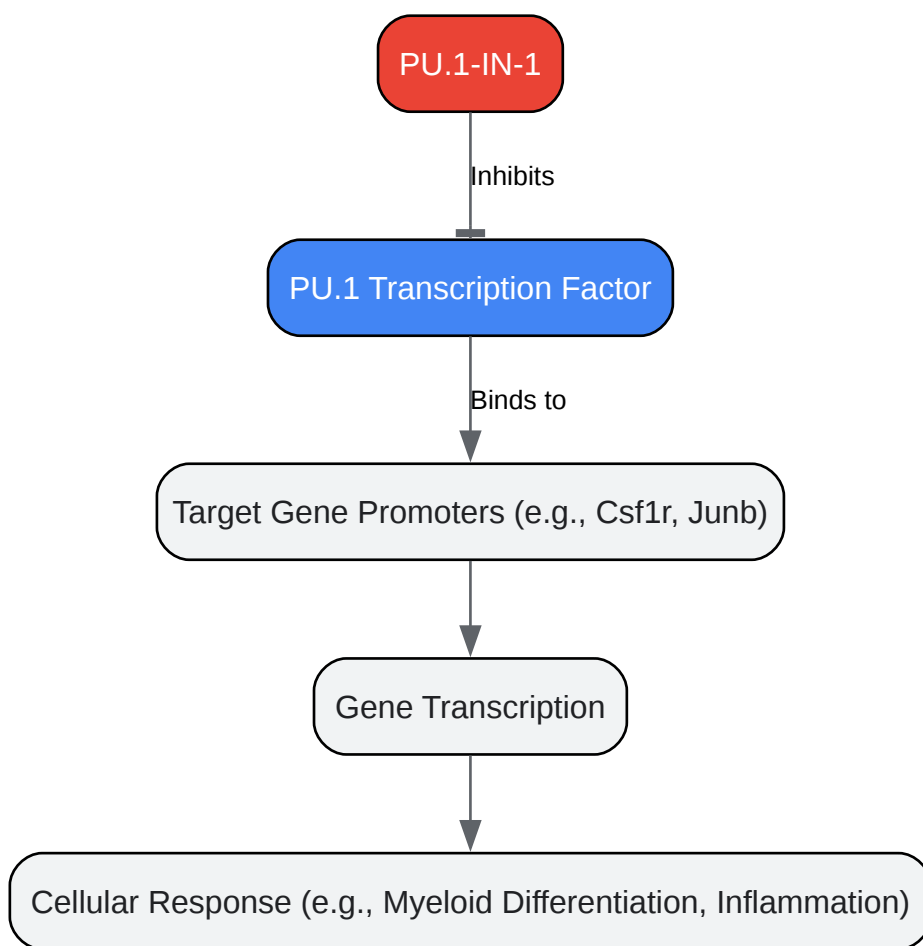 PU.1-IN-1
Inhibits
PU.1 Transcription Factor
Binds to
Target Gene Promoters (e.g., Csf1r, Junb)
Gene Transcription
Cellular Response (e.g., Myeloid Differentiation, Inflammation)